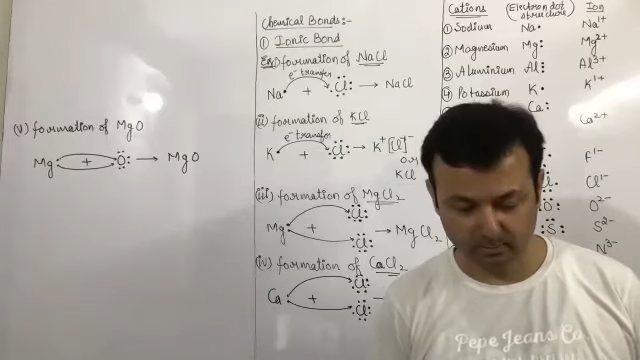 (v) formation of MgO
Mg: + :Ö: → MgO
Chemical Bonds:-
① Ionic Bond
Ex(i) formation of NaCl
e⁻ transfer
Na• + :Cl: → NaCl
(ii) formation of KCl
e⁻ transfer
K• + :Cl: → K⁺[Cl]⁻
or
KCl
(iii) formation of MgCl₂
:Cl:
Mg: + → MgCl₂
:Cl:
(iv) formation of CaCl₂
:Cl:
Ca: +
:Cl:
Cations (Electron dot structure) Ion
① Sodium Na• Na¹⁺
② Magnesium Mg: Mg²⁺
③ Aluminium Al⋮ Al³⁺
④ Potassium K• K¹⁺
Ca: Ca²⁺
F¹⁻
Cl¹⁻
:O: O²⁻
:S: S²⁻
N³⁻
Pepe Jeans Co.